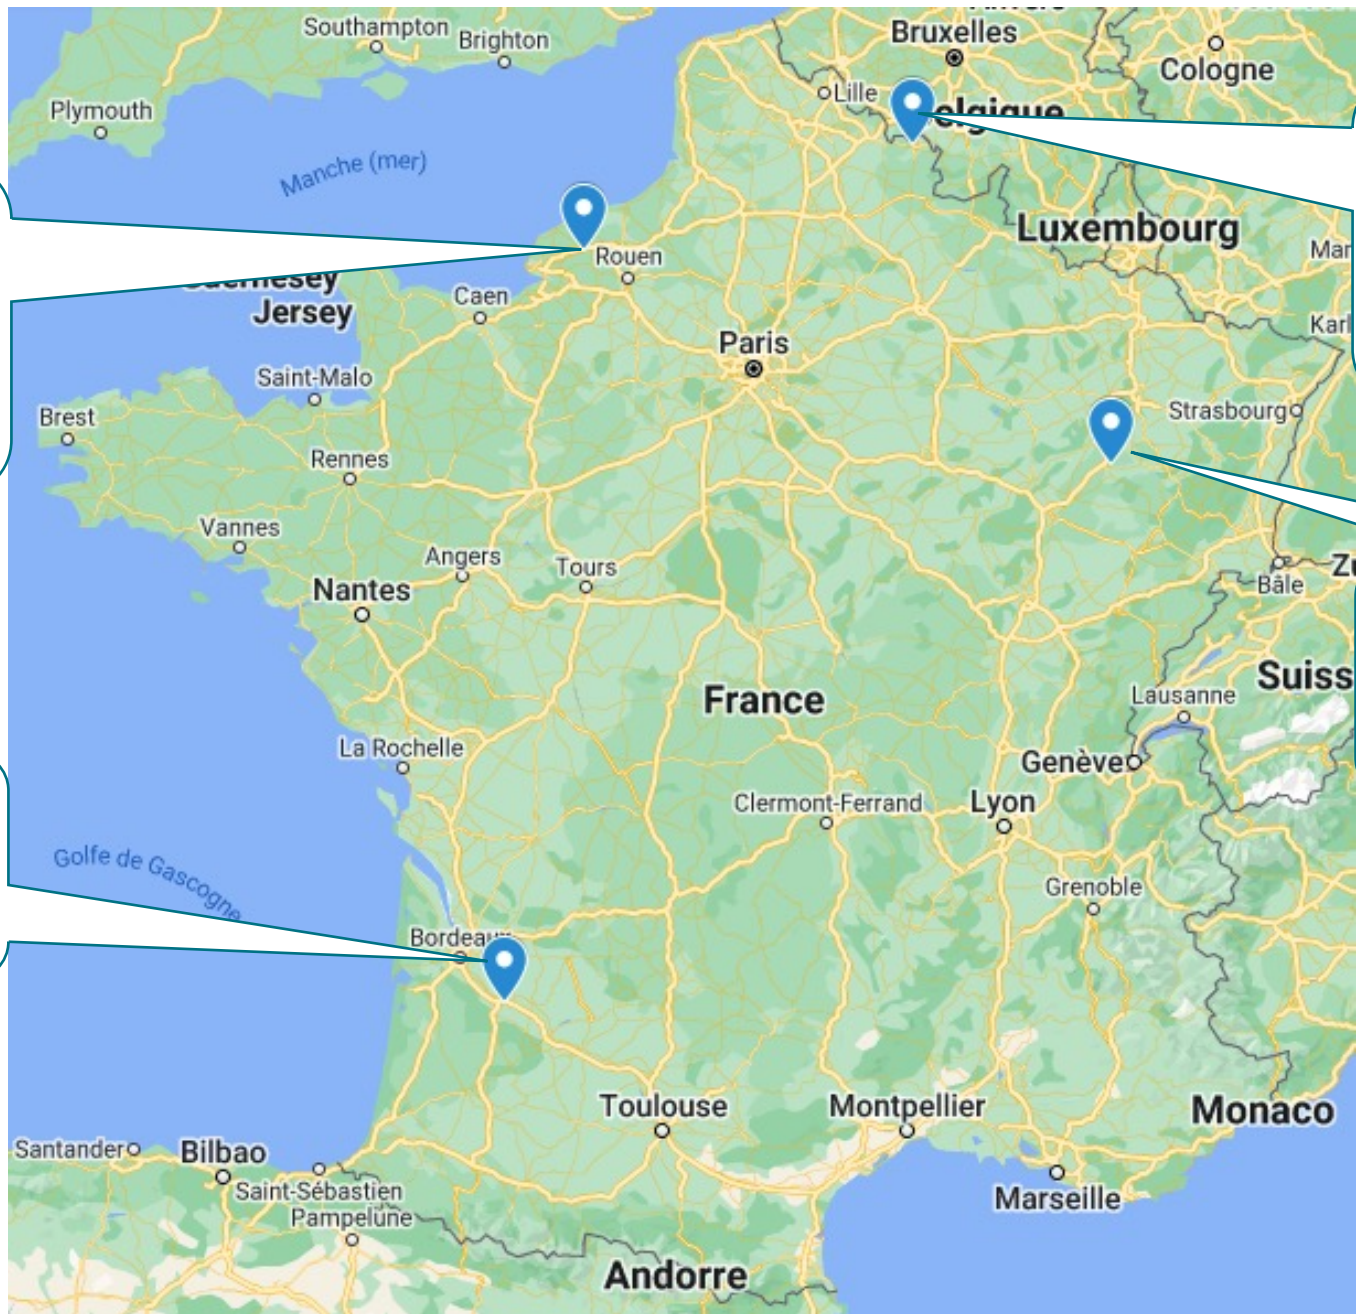 Southampton
Brighton
Bruxelles
Cologne
Plymouth
Lille
Manche (mer)
Luxembourg
Rouen
Jersey
Caen
Paris
Saint-Malo
Brest
Strasbourg
Rennes
Vannes
Angers
Tours
Nantes
Bâle
France
Lausanne
La Rochelle
Genève
Clermont-Ferrand
Lyon
Golfe de Gascogne
Grenoble
Toulouse
Montpellier
Monaco
Santander
Bilbao
Saint-Sébastien
Pampelune
Marseille
Andorre